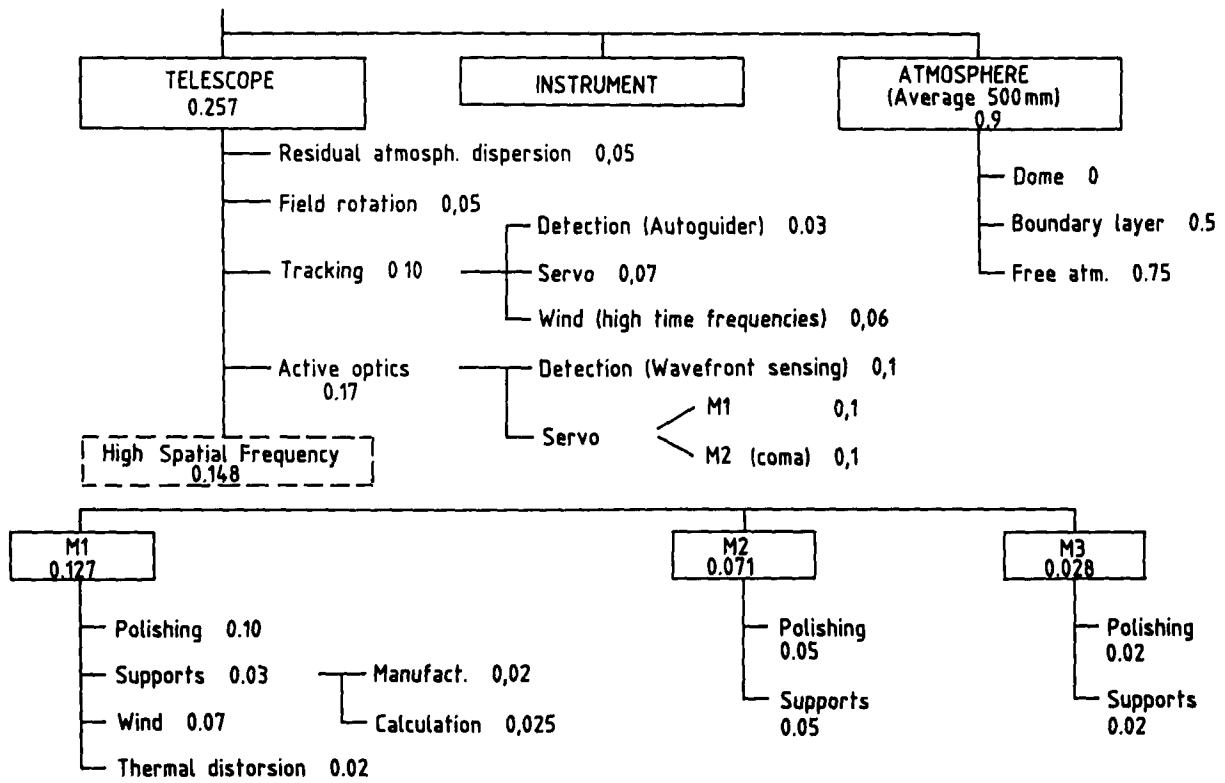 TELESCOPE
0.257
INSTRUMENT
ATMOSPHERE
(Average 500mm)
0.9
Residual atmosph. dispersion 0,05
Field rotation 0,05
Tracking 0.10
Detection (Autoguider) 0.03
Servo 0,07
Wind (high time frequencies) 0,06
Active optics
0.17
Detection (Wavefront sensing) 0,1
Servo
M1 0,1
M2 (coma) 0,1
Dome 0
Boundary layer 0.5
Free atm. 0.75
High Spatial Frequency
0.148
M1
0.127
Polishing 0.10
Supports 0.03
Manufact. 0,02
Calculation 0,025
Wind 0.07
Thermal distorsion 0.02
M2
0.071
Polishing
0.05
Supports
0.05
M3
0.028
Polishing
0.02
Supports
0.02